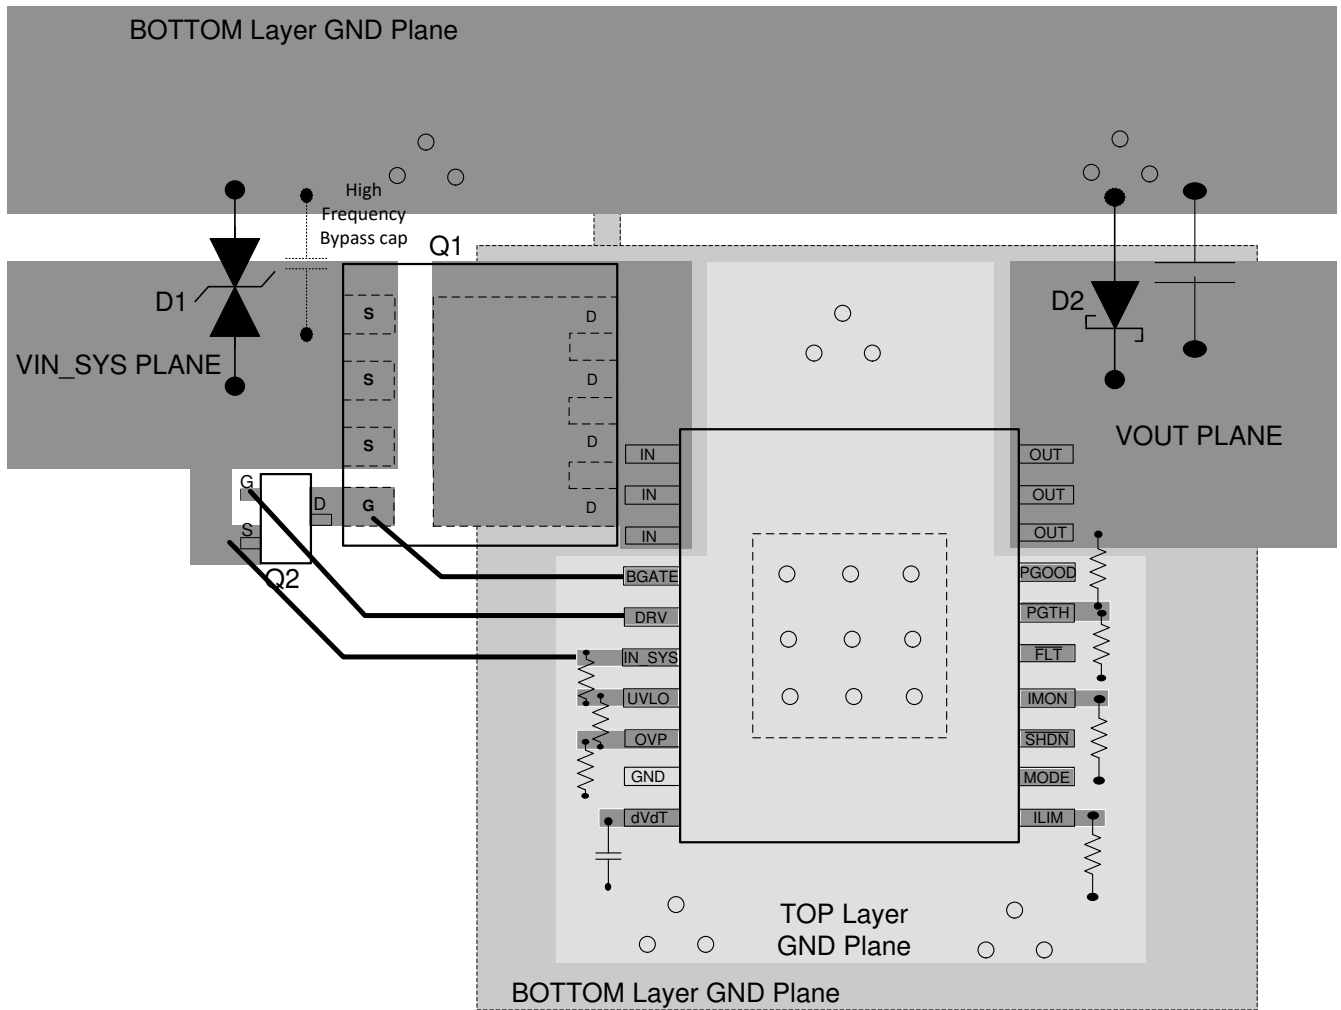 BOTTOM Layer GND Plane
High
Frequency
Bypass cap
Q1
D1
S
D
D2
VIN_SYS PLANE
S
D
VOUT PLANE
S
D
IN
OUT
G
D
G
D
IN
OUT
S
IN
OUT
Q2
BGATE
PGOOD
DRV
PGTH
IN_SYS
FLT
UVLO
IMON
OVP
SHDN
GND
MODE
dVdT
ILIM
TOP Layer
GND Plane
BOTTOM Layer GND Plane